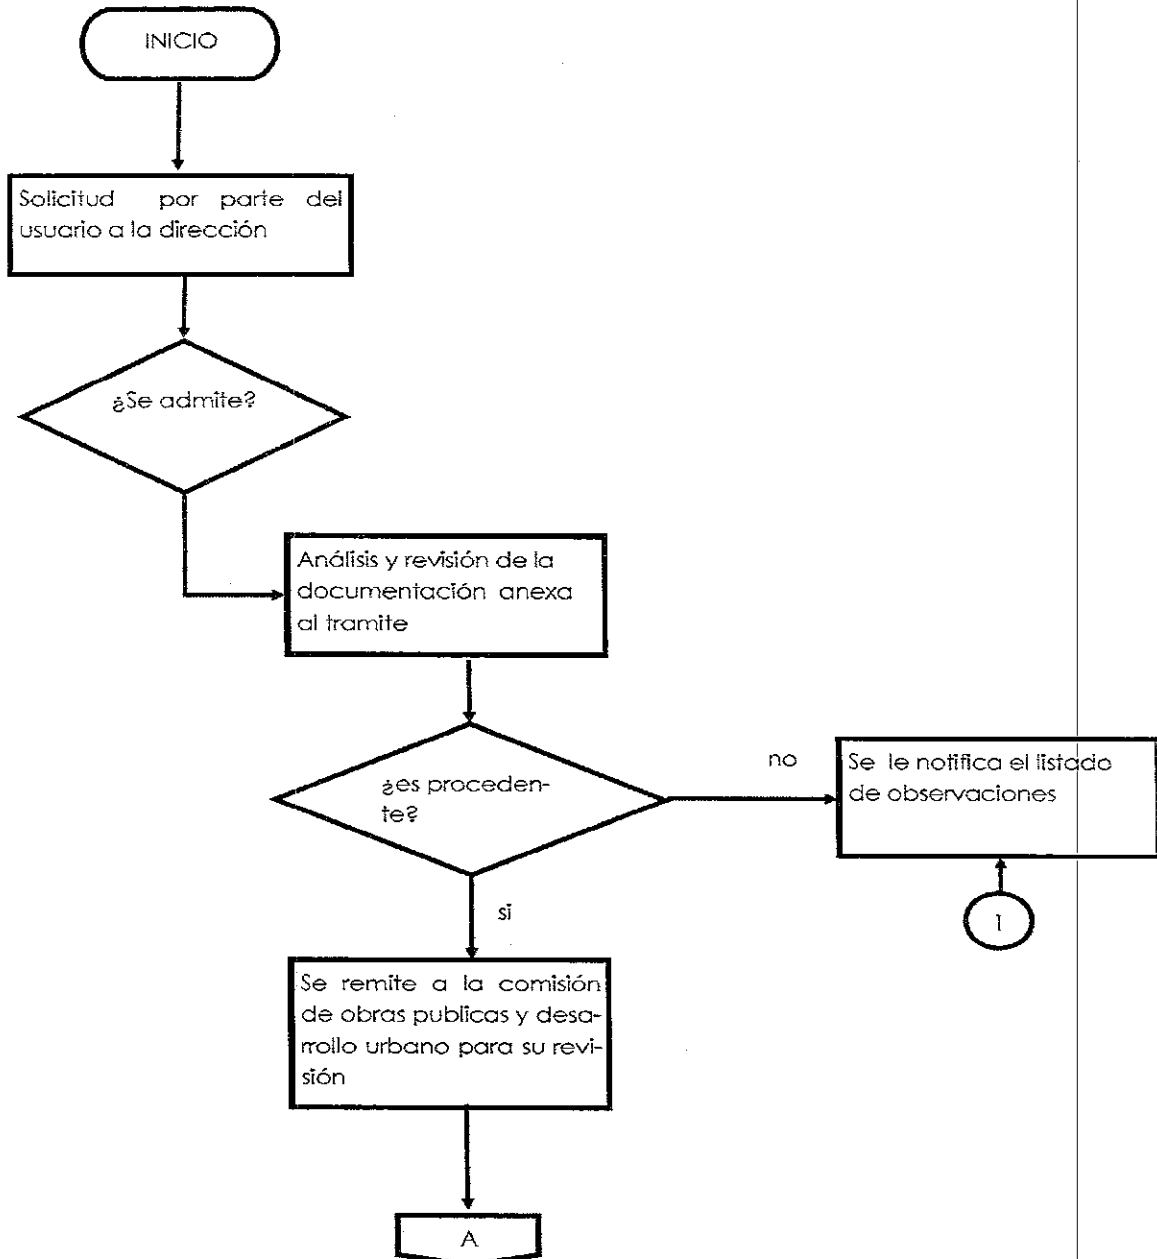 INICIO
Solicitud por parte del
usuario a la dirección
¿Se admite?
Análisis y revisión de la
documentación anexa
al tramite
¿es proceden-
te?
no
Se le notifica el listado
de observaciones
1
si
Se remite a la comisión
de obras publicas y desa-
rrollo urbano para su revi-
sión
A